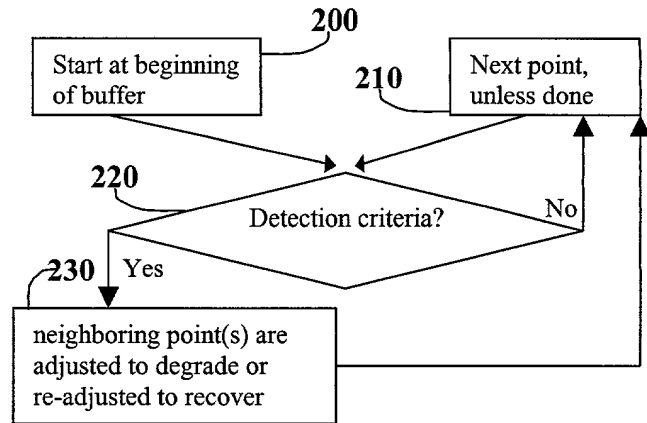 200
Start at beginning
of buffer
210
Next point,
unless done
220
Detection criteria?
No
Yes
230
neighboring point(s) are
adjusted to degrade or
re-adjusted to recover